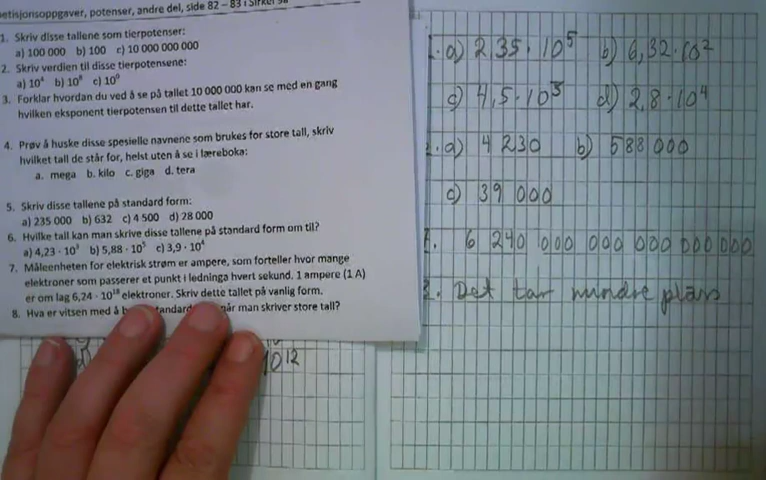 etisjonsoppgaver, potenser, andre del, side 82 – 83 i Sirkel 9B
1. Skriv disse tallene som tierpotenser:
a) 100 000 b) 100 c) 10 000 000 000
2. Skriv verdien til disse tierpotensene:
3. Forklar hvordan du ved å se på tallet 10 000 000 kan se med en gang
hvilken eksponent tierpotensen til dette tallet har.
4. Prøv å huske disse spesielle navnene som brukes for store tall, skriv
hvilket tall de står for, helst uten å se i læreboka:
a. mega b. kilo c. giga d. tera
5. Skriv disse tallene på standard form:
a) 235 000 b) 632 c) 4 500 d) 28 000
6. Hvilke tall kan man skrive disse tallene på standard form om til?
a) 4,23 · 10³ b) 5,88 · 10⁵ c) 3,9 · 10⁴
7. Måleenheten for elektrisk strøm er ampere, som forteller hvor mange
elektroner som passerer et punkt i ledninga hvert sekund. 1 ampere (1 A)
er om lag 6,24 · 10¹⁸ elektroner. Skriv dette tallet på vanlig form.
8. Hva er vitsen med å b tandard når man skriver store tall?
d) 10¹²
a) 2,35 · 10⁵ b) 6,32 · 10²
c) 4,5 · 10³ d) 2,8 · 10⁴
a) 4 230 b) 588 000
c) 39 000
7. 6 240 000 000 000 000 000
8. Det tar mindre plass